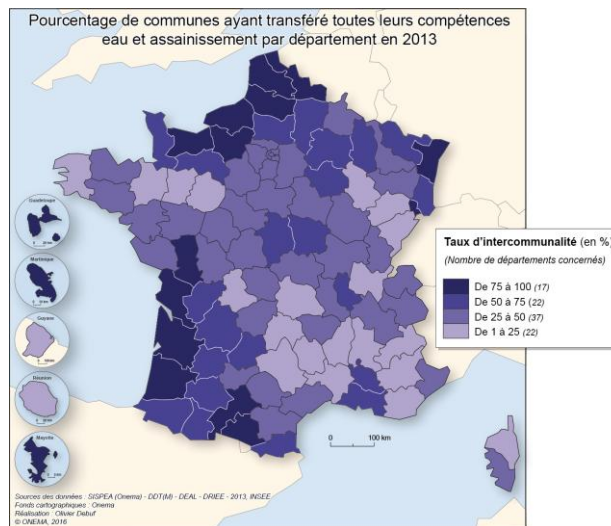 Pourcentage de communes ayant transféré toutes leurs compétences
eau et assainissement par département en 2013
Guadeloupe
Martinique
Guyane
Réunion
Mayotte
Taux d'intercommunalité (en %)
(Nombre de départements concernés)
De 75 à 100 (17)
De 50 à 75 (22)
De 25 à 50 (37)
De 1 à 25 (22)
0 100 km
Sources des données : SISPEA (Onema) - DDT(M) - DEAL - DRIEE - 2013, INSEE
Fonds cartographiques : Onema
Réalisation : Olivier Debuf
© ONEMA, 2016